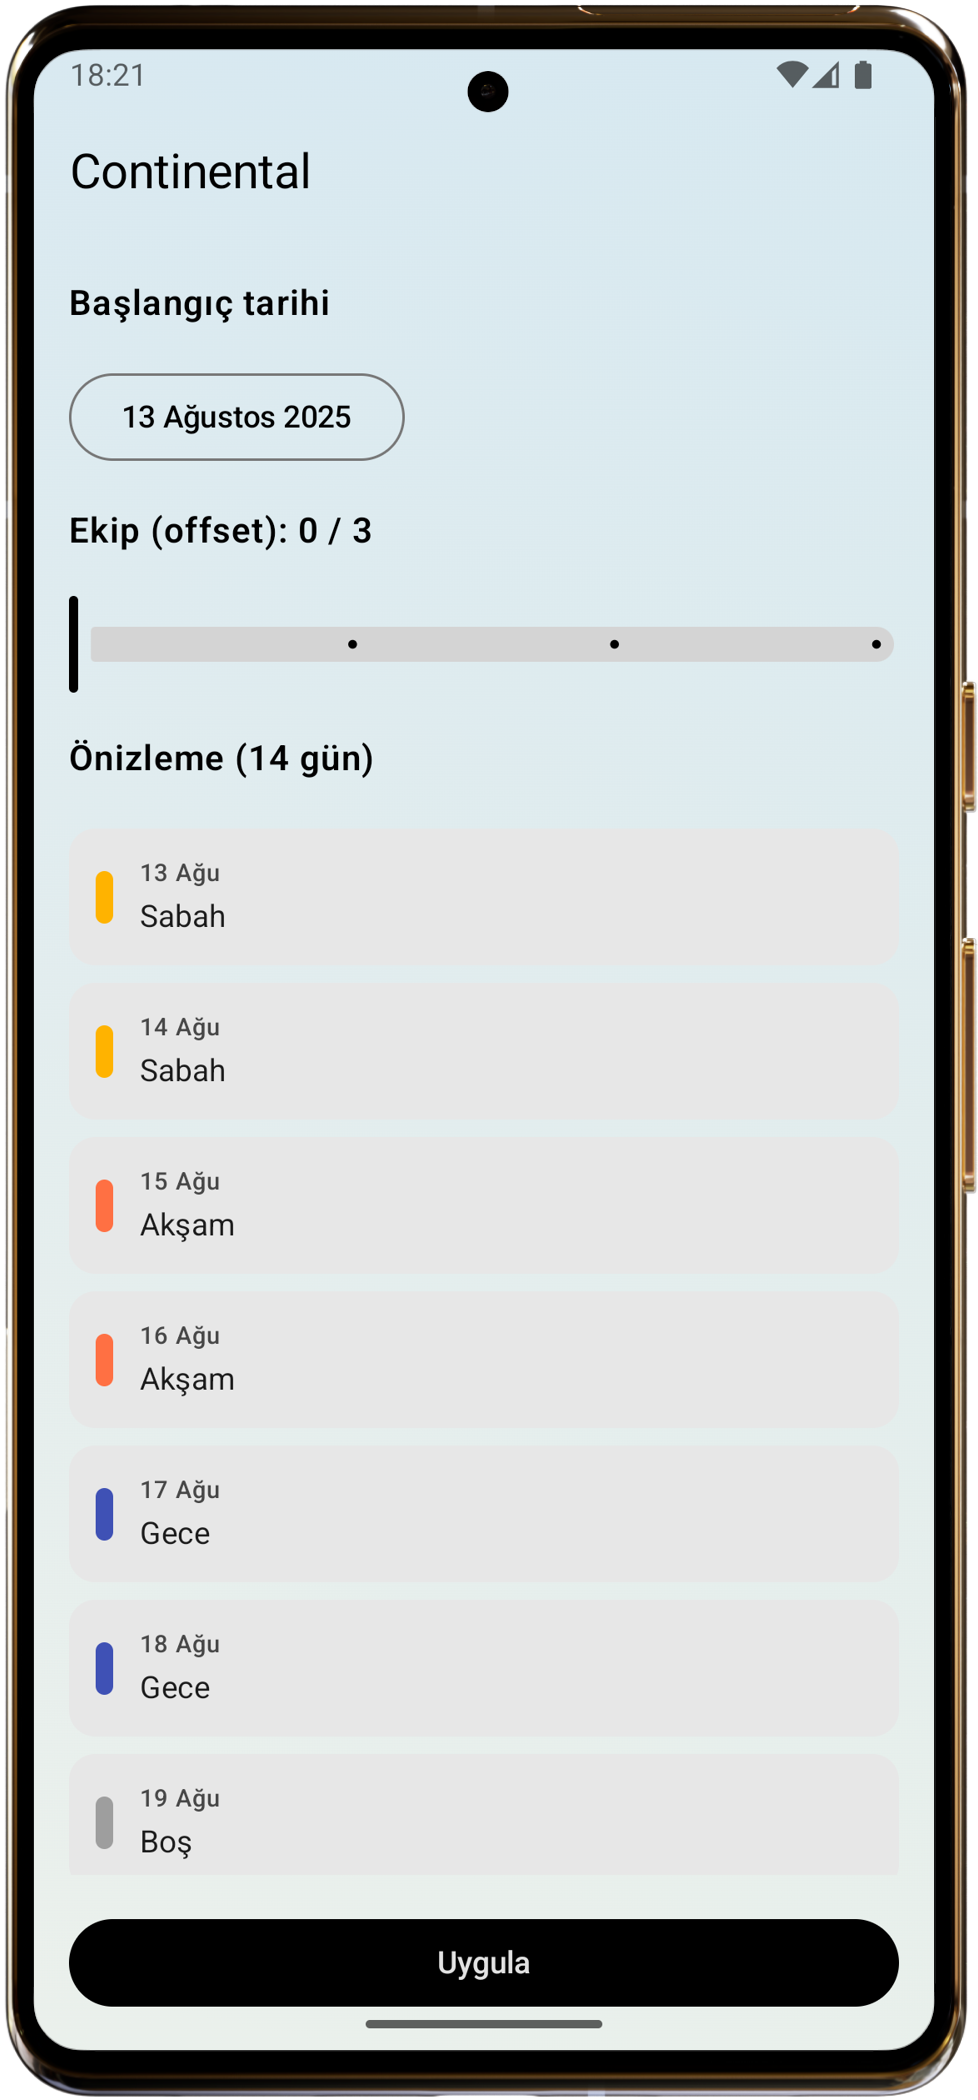 18:21
Continental
Başlangıç tarihi
13 Ağustos 2025
Ekip (offset): 0 / 3
Önizleme (14 gün)
13 Ağu
Sabah
14 Ağu
Sabah
15 Ağu
Akşam
16 Ağu
Akşam
17 Ağu
Gece
18 Ağu
Gece
19 Ağu
Boş
Uygula